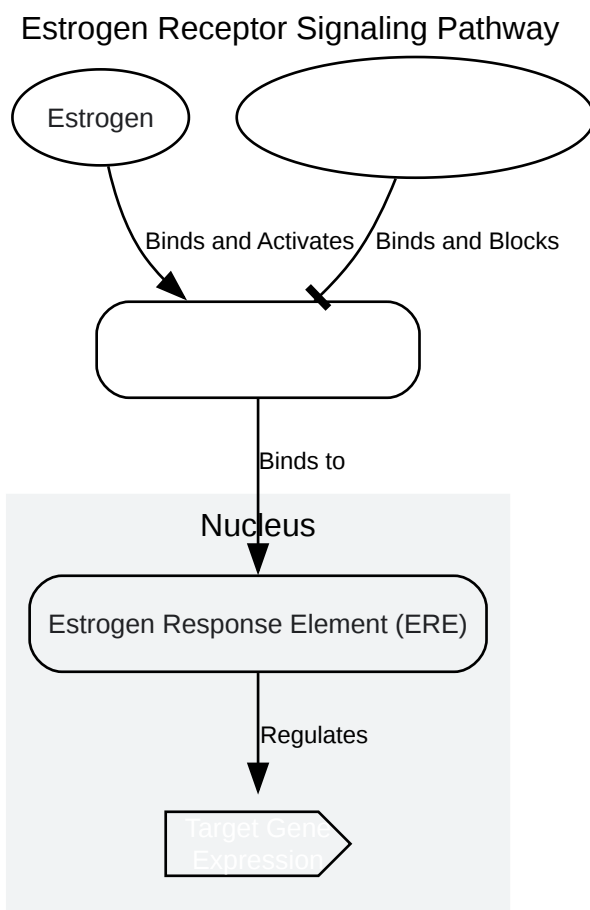 Estrogen Receptor Signaling Pathway
Estrogen
Binds and Activates
Binds and Blocks
Binds to
Nucleus
Estrogen Response Element (ERE)
Regulates
Target Gene
Expression